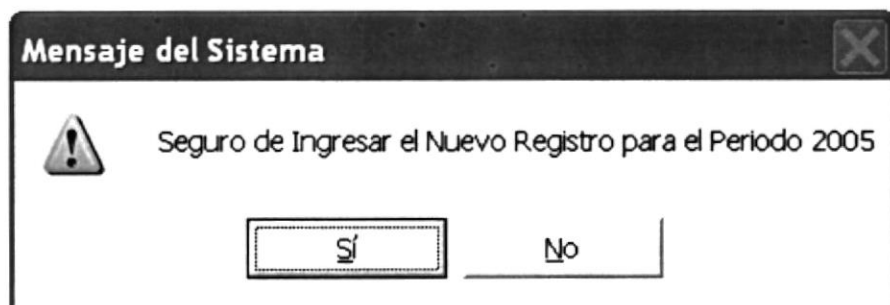 Mensaje del Sistema
Seguro de Ingresar el Nuevo Registro para el Periodo 2005
Sí
No